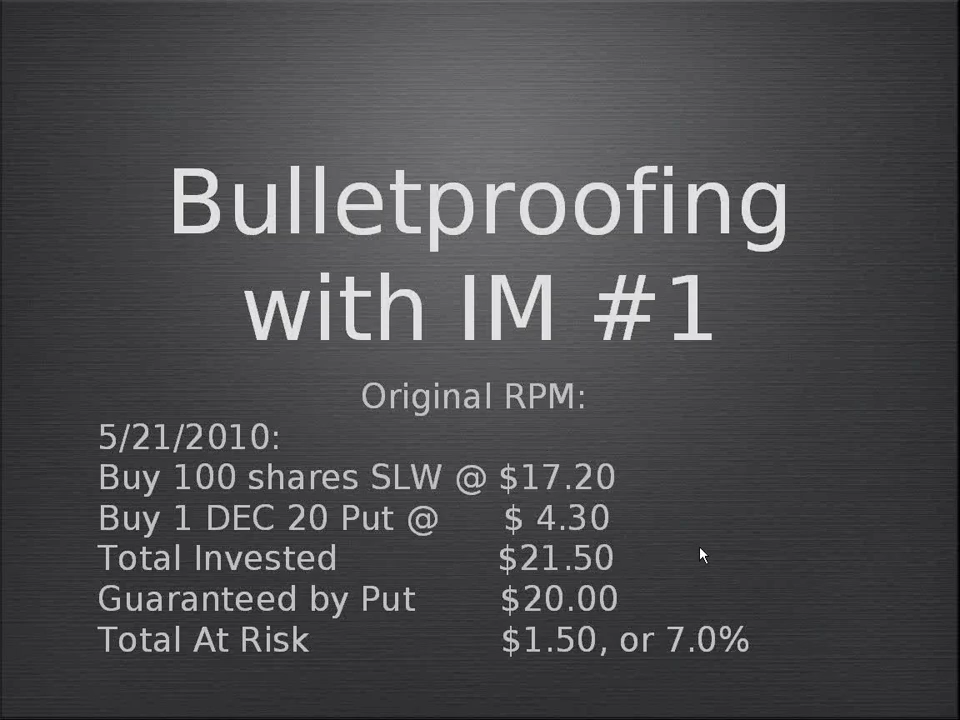 Bulletproofing
with IM #1
Original RPM:
5/21/2010:
Buy 100 shares SLW @ $17.20
Buy 1 DEC 20 Put @ $ 4.30
Total Invested $21.50
Guaranteed by Put $20.00
Total At Risk $1.50, or 7.0%